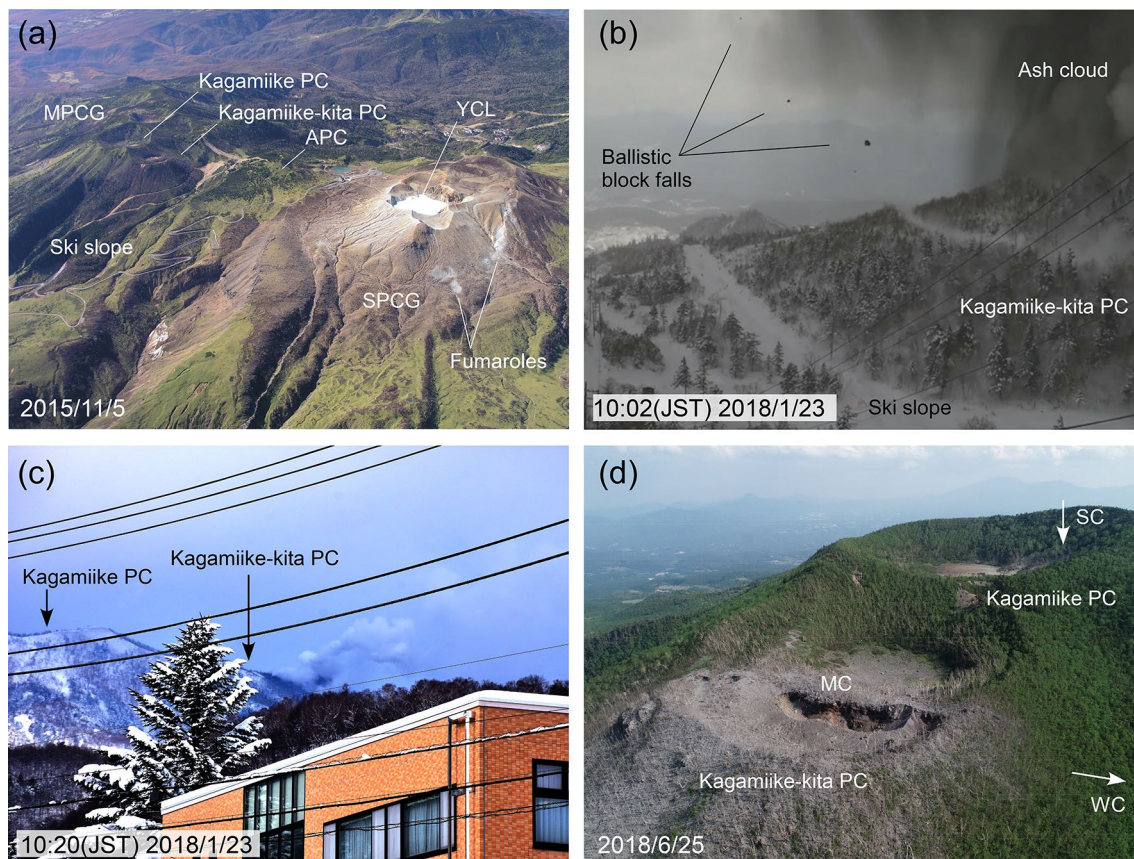 (a)
Kagamiike PC
MPCG
Kagamiike-kita PC
YCL
APC
Ski slope
SPCG
Fumaroles
2015/11/5
(b)
Ash cloud
Ballistic
block falls
Kagamiike-kita PC
10:02(JST) 2018/1/23
Ski slope
(c)
Kagamiike-kita PC
Kagamiike PC
10:20(JST) 2018/1/23
(d)
SC
Kagamiike PC
MC
Kagamiike-kita PC
WC
2018/6/25